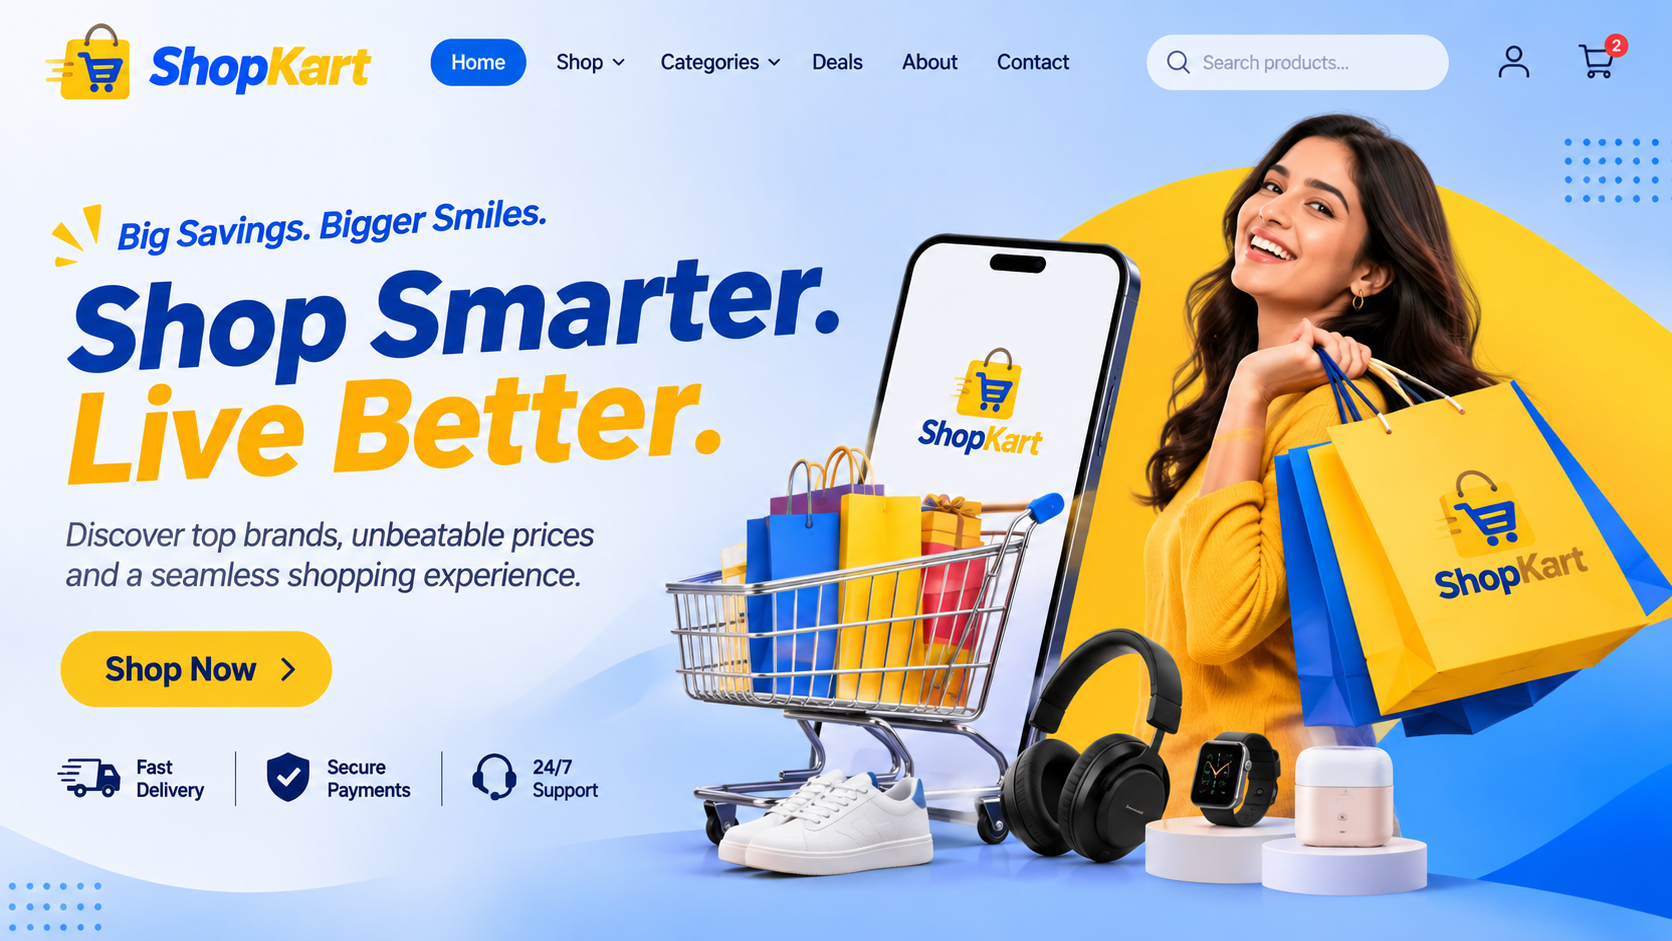 ShopKart
Home
Shop
Categories
Deals
About
Contact
Search products...
2
Big Savings. Bigger Smiles.
Shop Smarter.
Live Better.
Discover top brands, unbeatable prices
and a seamless shopping experience.
Shop Now
Fast
Delivery
Secure
Payments
24/7
Support
ShopKart
ShopKart